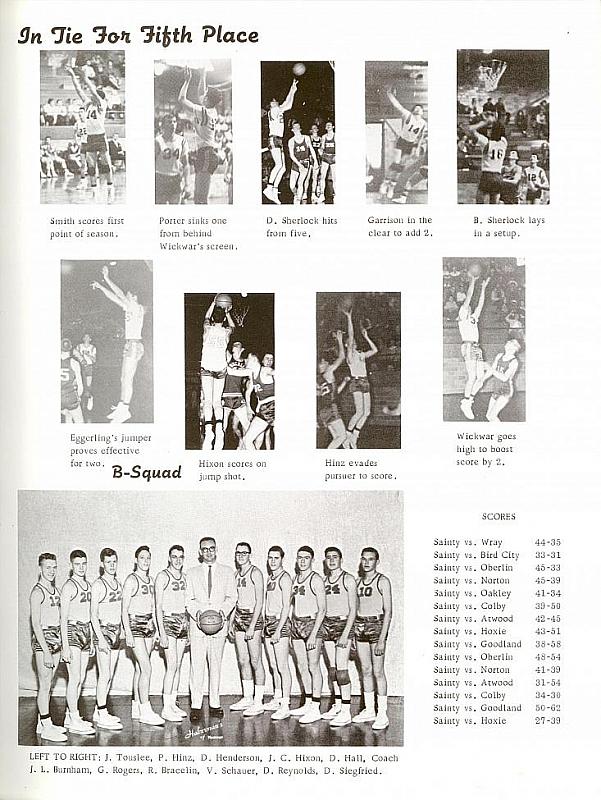 In Tie For Fifth Place
Smith scores first
point of season.
Porter sinks one
from behind
Wickwar's screen.
D. Sherlock hits
from five.
Garrison in the
clear to add 2.
B. Sherlock lays
in a setup.
Eggerling's jumper
proves effective
for two.
Hixon scores on
jump shot.
Hinz evades
pursuer to score.
Wickwar goes
high to boost
score by 2.
B-Squad
SCORES
Sainty vs. Wray 44-35
Sainty vs. Bird City 33-31
Sainty vs. Oberlin 45-33
Sainty vs. Norton 45-39
Sainty vs. Oakley 41-34
Sainty vs. Colby 39-50
Sainty vs. Atwood 42-45
Sainty vs. Hoxie 43-51
Sainty vs. Goodland 38-58
Sainty vs. Oberlin 48-54
Sainty vs. Norton 41-39
Sainty vs. Atwood 31-54
Sainty vs. Colby 34-30
Sainty vs. Goodland 50-62
Sainty vs. Hoxie 27-39
LEFT TO RIGHT: J. Touslee, P. Hinz, D. Henderson, J. C. Hixon, D. Hall, Coach
J. L. Burnham, G. Rogers, R. Bracelin, V. Schauer, D. Reynolds, D. Siegfried.